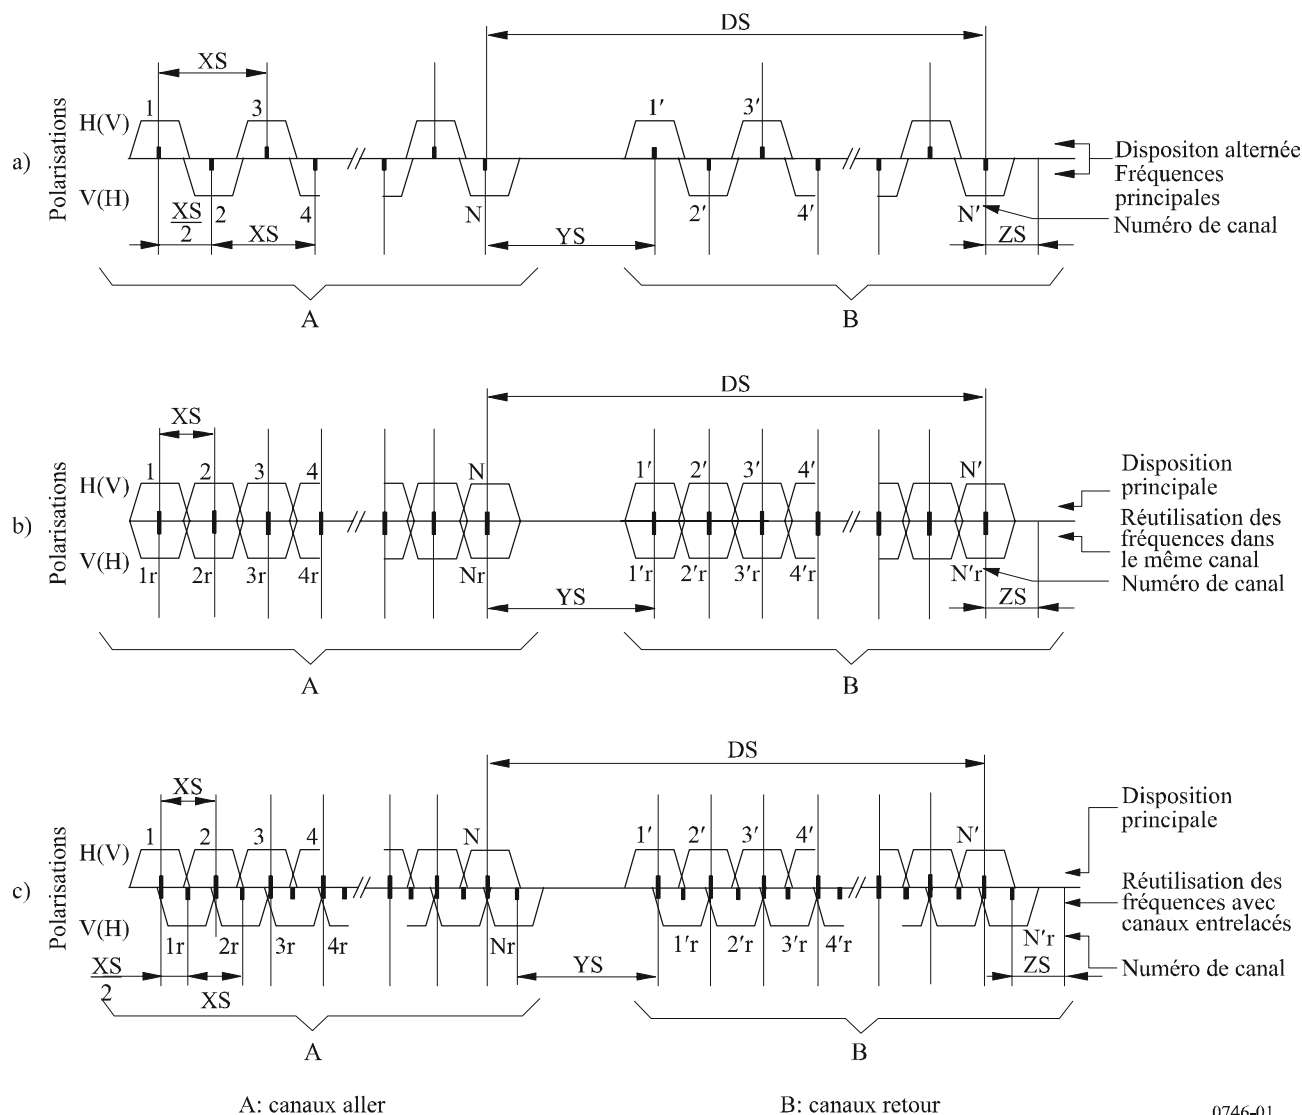 DS
XS
1
3
1′
3′
H(V)
a)
Polarisations
Dispositon alternée
Fréquences
principales
V(H)
XS
2
2
XS
4
N
YS
2′
4′
N′
Numéro de canal
ZS
A
B
DS
XS
1
2
3
4
N
1′
2′
3′
4′
N′
Disposition
principale
H(V)
b)
Polarisations
Réutilisation des
fréquences dans
le même canal
V(H)
1r
2r
3r
4r
Nr
1′r
2′r
3′r
4′r
N′r
Numéro de canal
YS
ZS
A
B
DS
XS
1
2
3
4
N
1′
2′
3′
4′
N′
Disposition
principale
H(V)
c)
Polarisations
Réutilisation des
fréquences avec
canaux entrelacés
V(H)
1r
2r
3r
4r
Nr
1′r
2′r
3′r
4′r
N′r
XS
2
XS
YS
ZS
Numéro de canal
A
B
A: canaux aller
B: canaux retour
0746-01